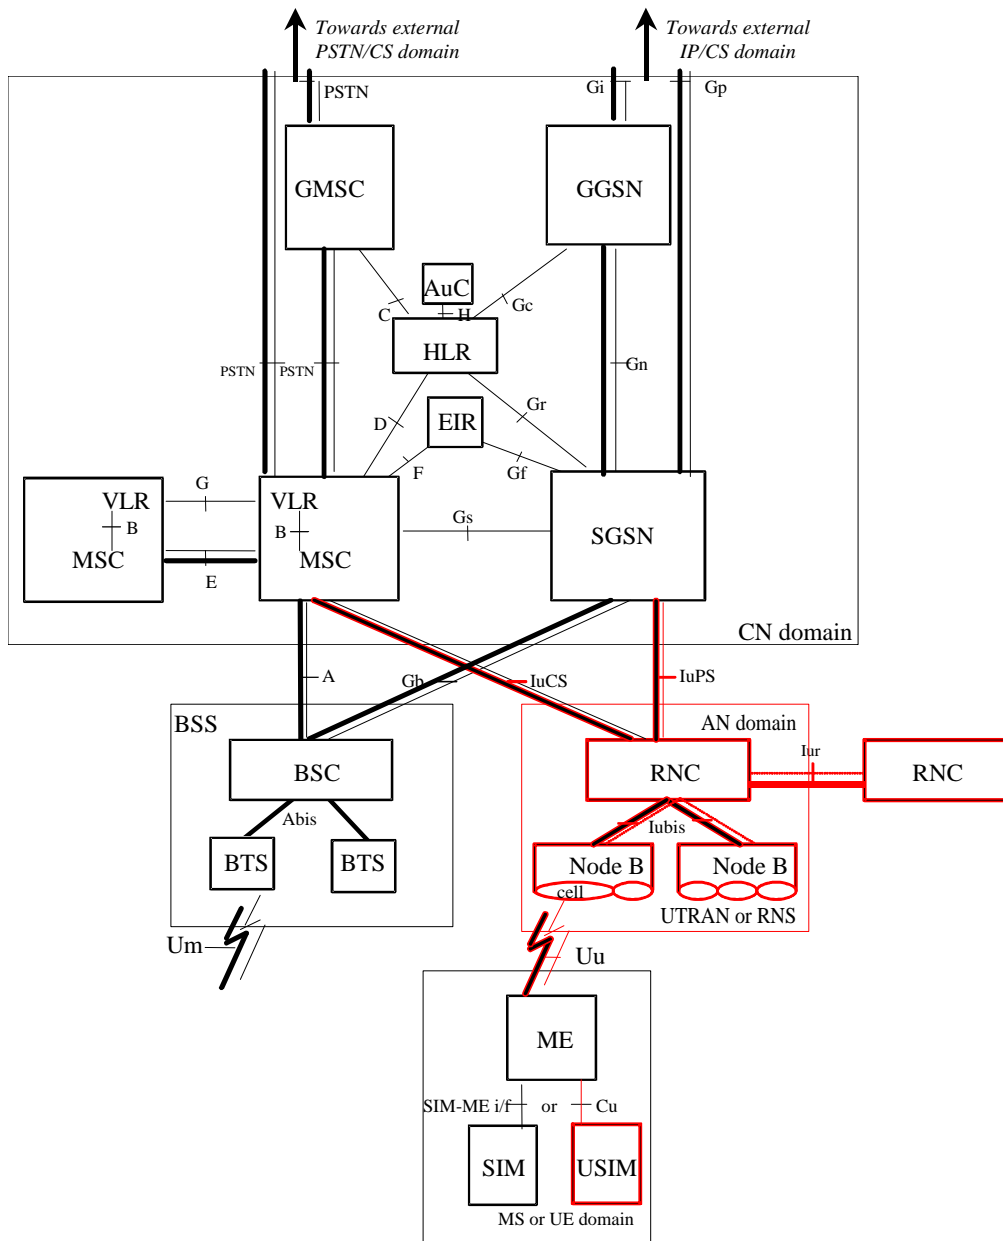 Towards external
PSTN/CS domain
Towards external
IP/CS domain
PSTN
Gi
Gp
GMSC
GGSN
AuC
C
H
Gc
HLR
PSTN
PSTN
Gn
D
EIR
Gr
F
Gf
G
VLR
B
MSC
E
VLR
B
MSC
Gs
SGSN
CN domain
A
Gb
IuCS
IuPS
BSS
AN domain
BSC
RNC
Iur
RNC
Abis
Iubis
BTS
BTS
Node B
Node B
cell
UTRAN or RNS
Um
Uu
ME
SIM-ME i/f
or
Cu
SIM
USIM
MS or UE domain